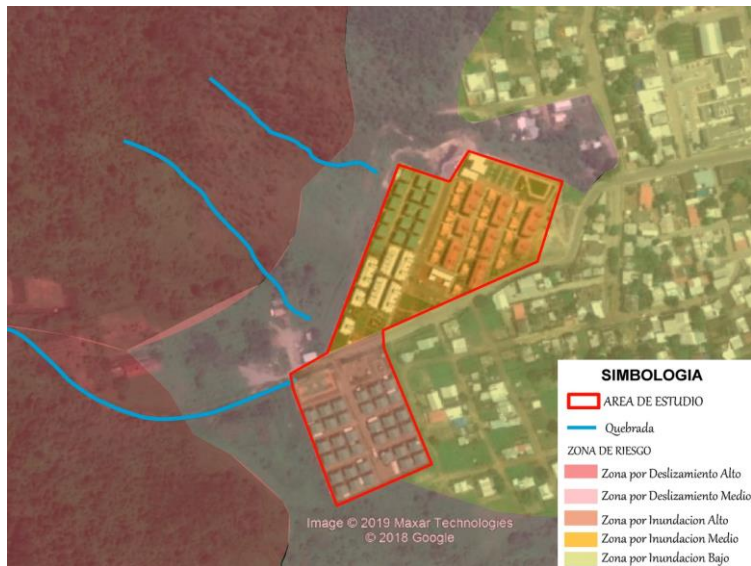 SIMBOLOGIA
AREA DE ESTUDIO
Quebrada
ZONA DE RIESGO
Zona por Deslizamiento Alto
Zona por Deslizamiento Medio
Zona por Inundacion Alto
Zona por Inundacion Medio
Zona por Inundacion Bajo
Image © 2019 Maxar Technologies
© 2018 Google